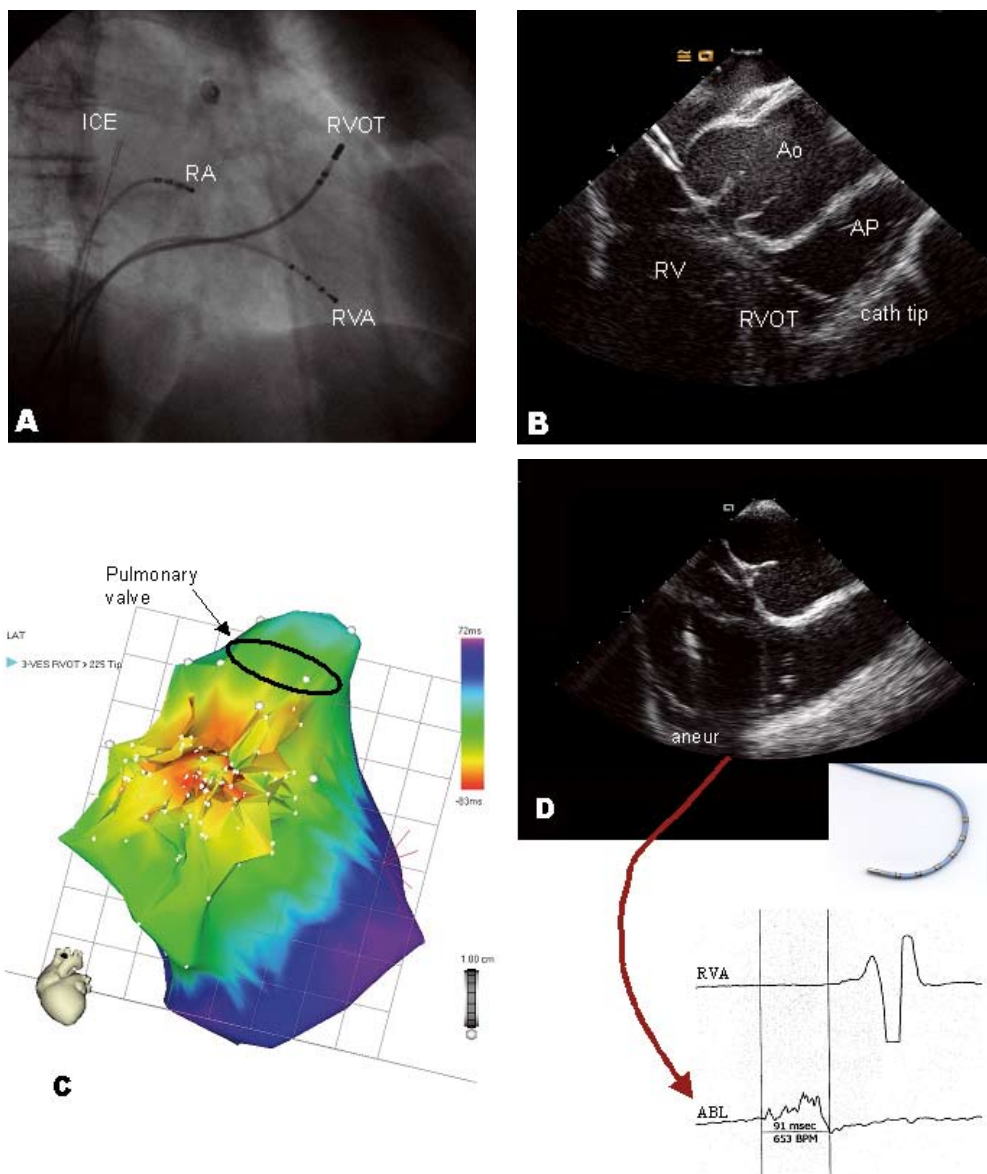 ICE
RA
RVOT
RVA
A
Ao
AP
RV
RVOT
cath tip
B
Pulmonary
valve
LAT
3-VES RVOT > 225 Tip
72ms
-83ms
1.00 cm
C
aneur
D
RVA
ABL
91 msec
653 BPM